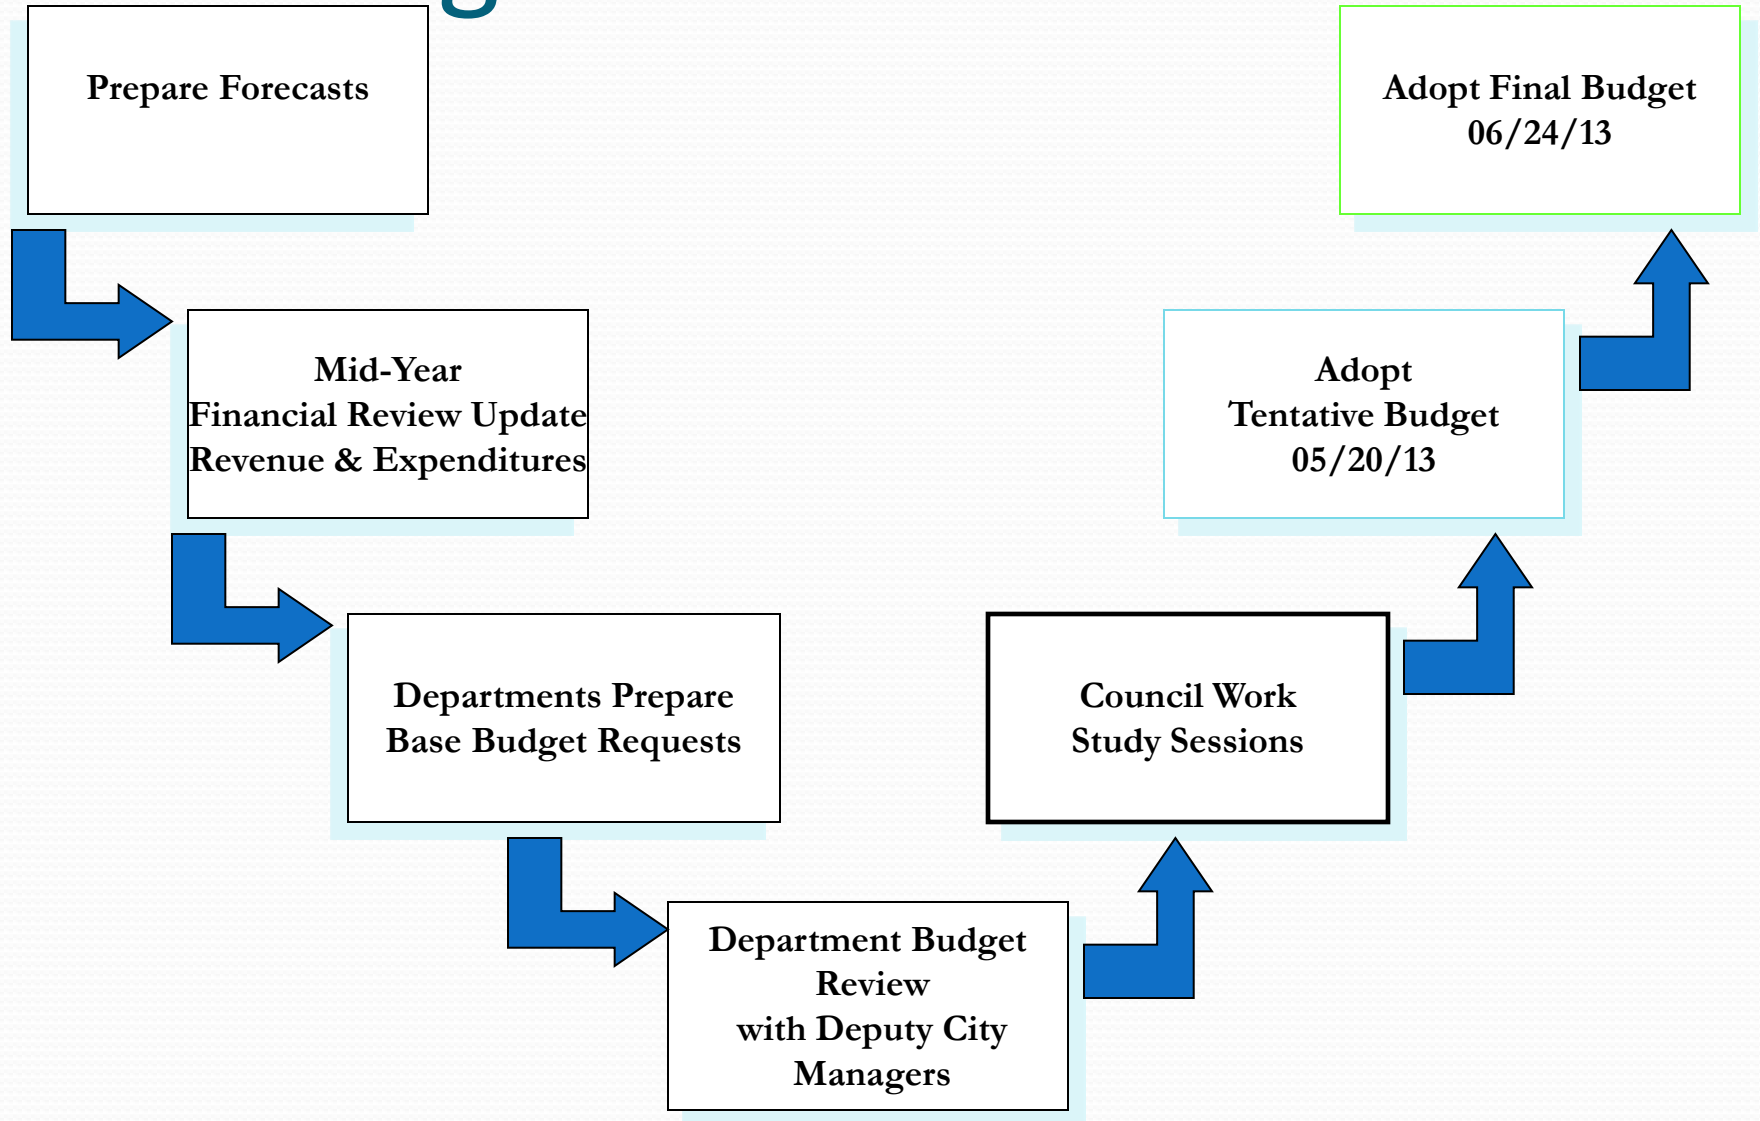 Prepare Forecasts
Mid-Year
Financial Review Update
Revenue & Expenditures
Departments Prepare
Base Budget Requests
Department Budget
Review
with Deputy City
Managers
Council Work
Study Sessions
Adopt
Tentative Budget
05/20/13
Adopt Final Budget
06/24/13